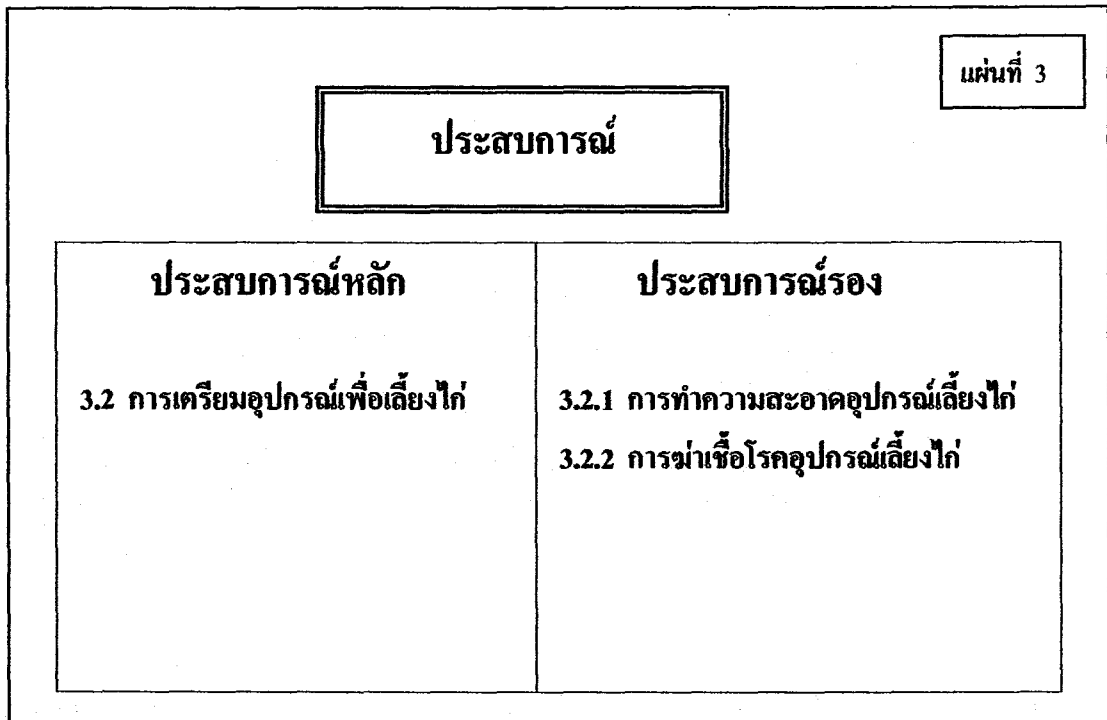 แผ่นที่ 3
ประสบการณ์
ประสบการณ์หลัก
3.2 การเตรียมอุปกรณ์เพื่อเลี้ยงไก่
ประสบการณ์รอง
3.2.1 การทำความสะอาดอุปกรณ์เลี้ยงไก่
3.2.2 การฆ่าเชื้อโรคอุปกรณ์เลี้ยงไก่